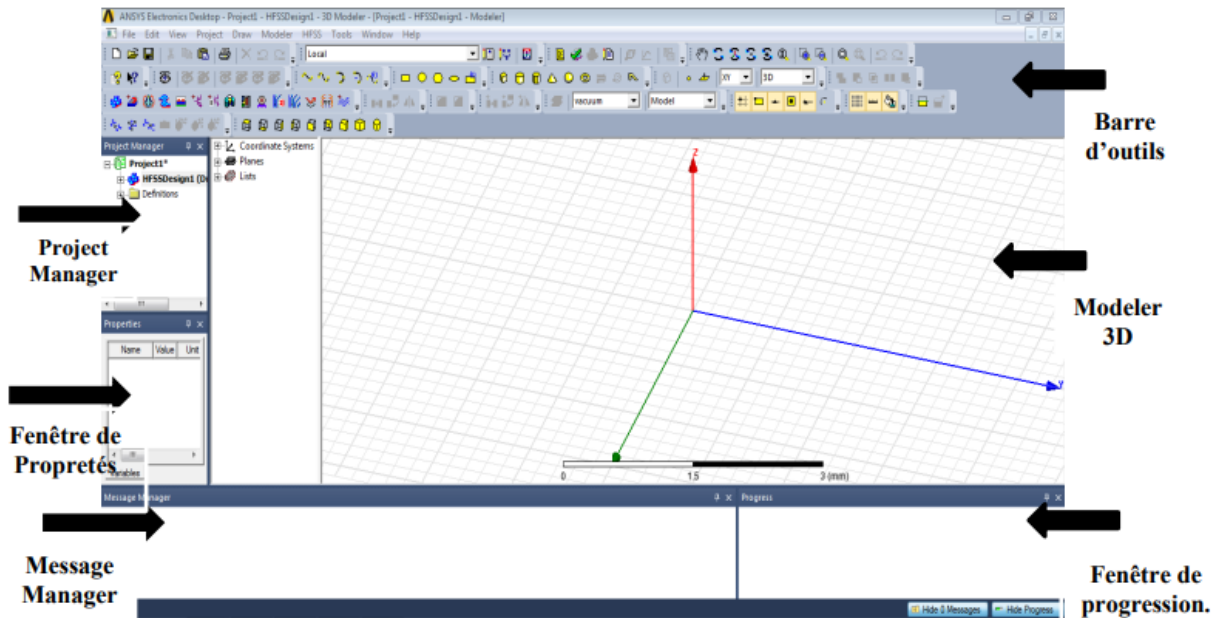 ANSYS Electronics Desktop - Project1 - HFSSDesign1 - 3D Modeler - [Project1 - HFSSDesign1 - Modeler]
File Edit View Project Draw Modeler HFSS Tools Window Help
Local
XY 3D
vacuum Model
Barre
d'outils
Project Manager
Project1*
HFSSDesign1 (D
Definitions
Coordinate Systems
Planes
Lists
Z
Y
Project
Manager
Modeler
3D
Properties
Name Value Unit
Fenêtre de
Propretés
Variables
0 1.5 3 (mm)
Message Manager
Progress
Message
Manager
Fenêtre de
progression.
Hide 0 Messages Hide Progress